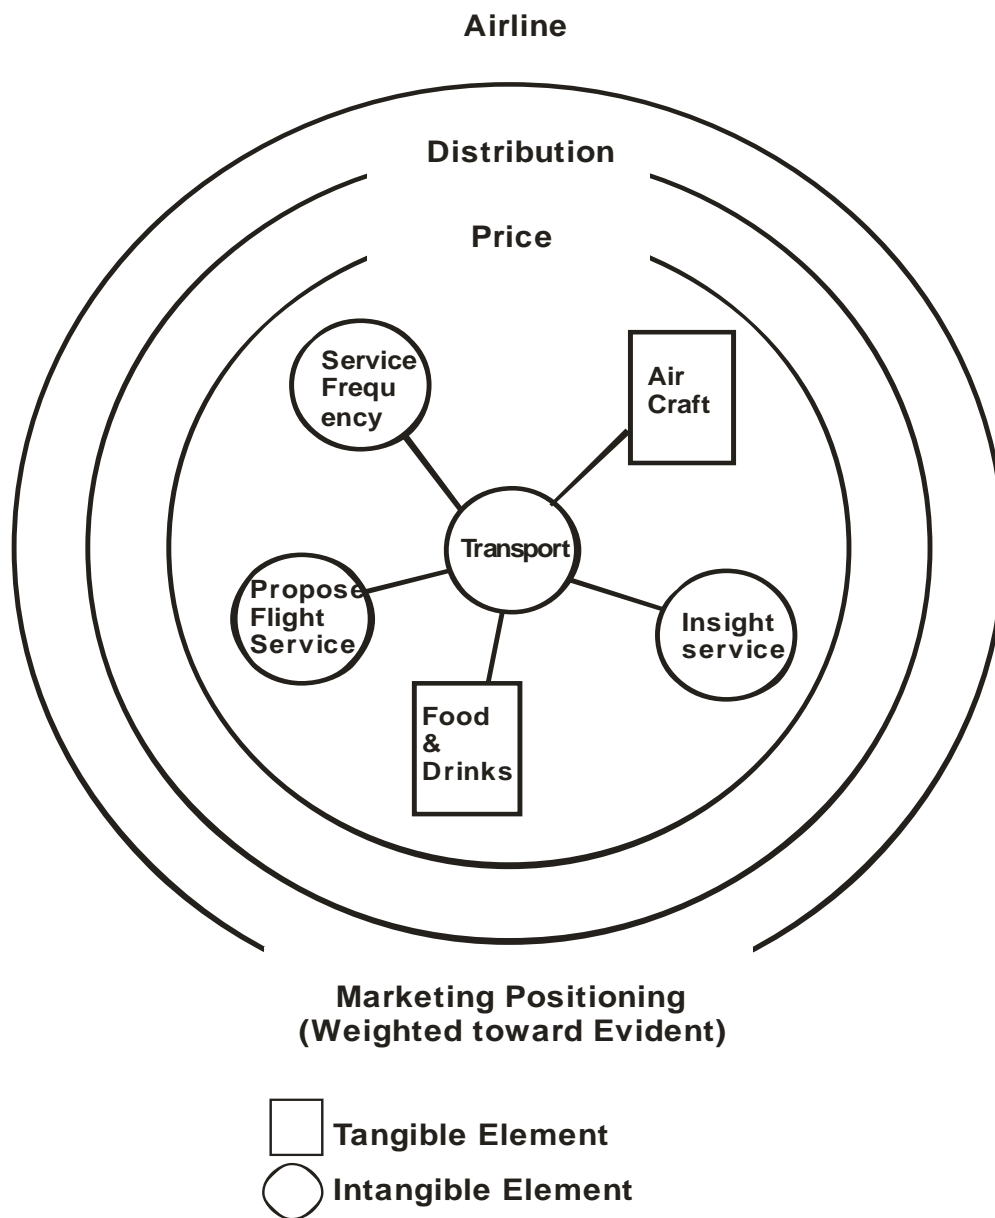 Airline
Distribution
Price
Service
Frequ
ency
Air
Craft
Transport
Propose
Flight
Service
Insight
service
Food
&
Drinks
Marketing Positioning
(Weighted toward Evident)
Tangible Element
Intangible Element